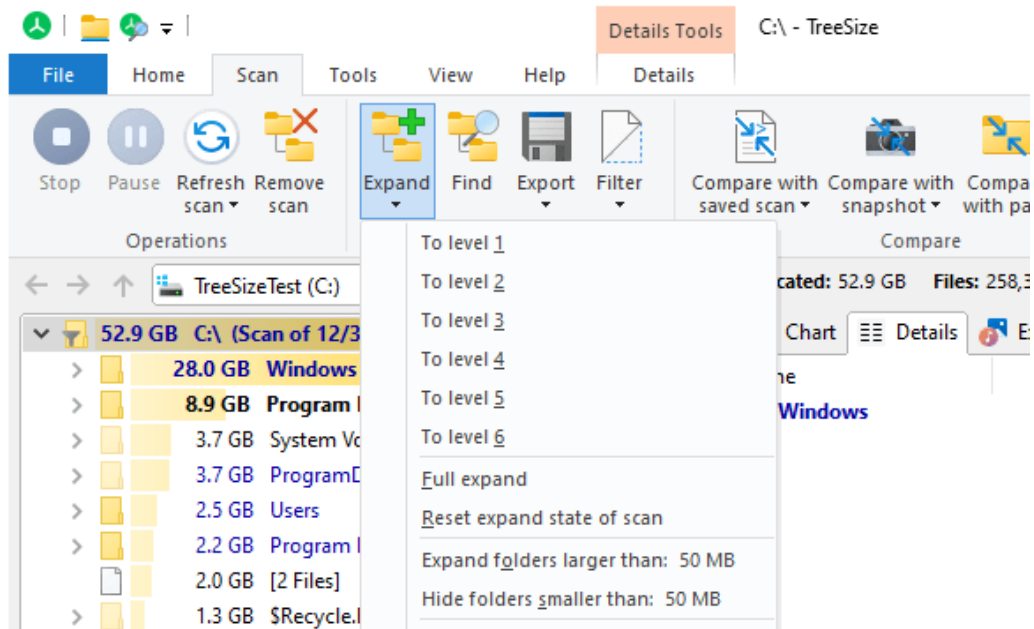 Details Tools
C:\ - TreeSize
File Home Scan Tools View Help Details
Stop
Pause
Refresh scan
Remove scan
Expand
Find
Export
Filter
Compare with saved scan
Compare with snapshot
with
Operations
Compare
To level 1
To level 2
To level 3
To level 4
To level 5
To level 6
Full expand
Reset expand state of scan
Expand folders larger than: 50 MB
Hide folders smaller than: 50 MB
TreeSizeTest (C:)
52.9 GB C:\ (Scan of 12/3
28.0 GB Windows
8.9 GB Program
3.7 GB System
3.7 GB
2.5 GB Users
2.2 GB Program
2.0 GB [2 Files]
1.3 GB
52.9 GB Files: 258,3
Chart
Details
Windows